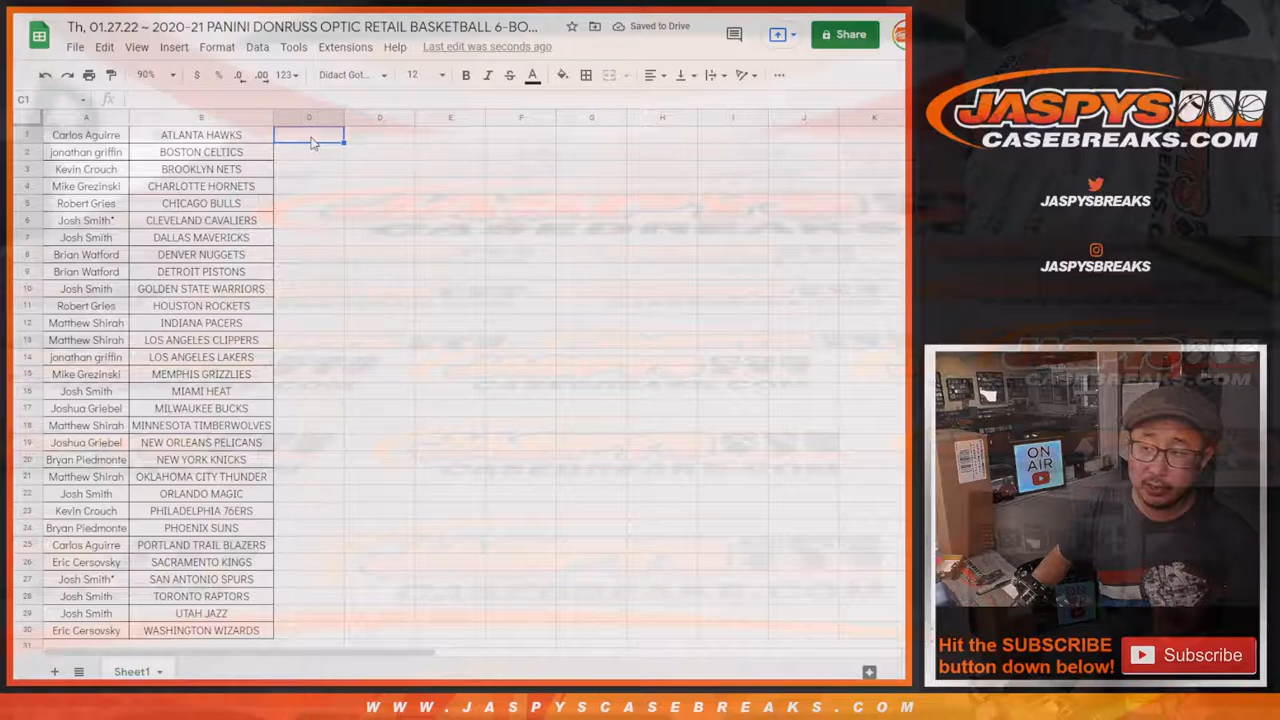 Th, 01.27.22 ~ 2020-21 PANINI DONRUSS OPTIC RETAIL BASKETBALL 6-BO...
Saved to Drive
Share
File Edit View Insert Format Data Tools Extensions Help Last edit was seconds ago
90% $ % .0 .00 123 Didact Got... 12 B I S A
C1 fx
A B C D E F G H I J K
1 Carlos Aguirre ATLANTA HAWKS
2 jonathan griffin BOSTON CELTICS
3 Kevin Crouch BROOKLYN NETS
4 Mike Grezinski CHARLOTTE HORNETS
5 Robert Gries CHICAGO BULLS
6 Josh Smith* CLEVELAND CAVALIERS
7 Josh Smith DALLAS MAVERICKS
8 Brian Watford DENVER NUGGETS
9 Brian Watford DETROIT PISTONS
10 Josh Smith GOLDEN STATE WARRIORS
11 Robert Gries HOUSTON ROCKETS
12 Matthew Shirah INDIANA PACERS
13 Matthew Shirah LOS ANGELES CLIPPERS
14 jonathan griffin LOS ANGELES LAKERS
15 Mike Grezinski MEMPHIS GRIZZLIES
16 Josh Smith MIAMI HEAT
17 Joshua Griebel MILWAUKEE BUCKS
18 Matthew Shirah MINNESOTA TIMBERWOLVES
19 Joshua Griebel NEW ORLEANS PELICANS
20 Bryan Piedmonte NEW YORK KNICKS
21 Matthew Shirah OKLAHOMA CITY THUNDER
22 Josh Smith ORLANDO MAGIC
23 Kevin Crouch PHILADELPHIA 76ERS
24 Bryan Piedmonte PHOENIX SUNS
25 Carlos Aguirre PORTLAND TRAIL BLAZERS
26 Eric Cersovsky SACRAMENTO KINGS
27 Josh Smith* SAN ANTONIO SPURS
28 Josh Smith TORONTO RAPTORS
29 Josh Smith UTAH JAZZ
30 Eric Cersovsky WASHINGTON WIZARDS
31
Sheet1
JASPYS
CASEBREAKS.COM
JASPYSBREAKS
JASPYSBREAKS
ON
AIR
Hit the SUBSCRIBE
button down below!
Subscribe
WWW.JASPYSCASEBREAKS.COM